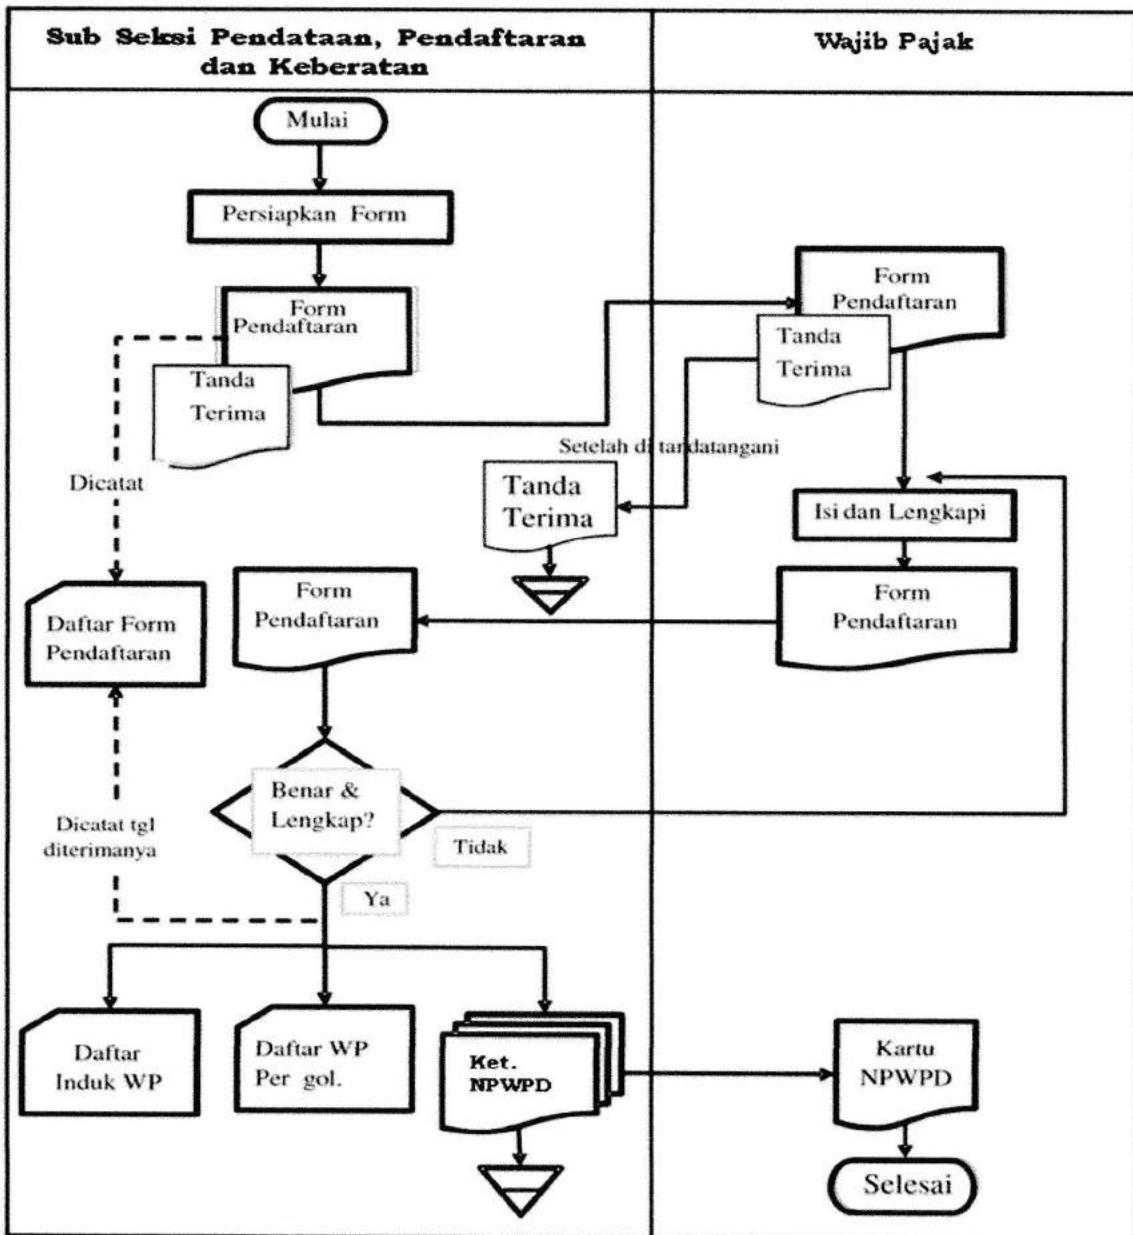 Sub Seksi Pendataan, Pendaftaran
dan Keberatan
Wajib Pajak
Mulai
Persiapkan Form
Form
Pendaftaran
Tanda
Terima
Form
Pendaftaran
Tanda
Terima
Setelah di tandatangani
Tanda
Terima
Dicatat
Isi dan Lengkapi
Form
Pendaftaran
Form
Pendaftaran
Daftar Form
Pendaftaran
Benar &
Lengkap?
Dicatat tgl
diterimanya
Tidak
Ya
Daftar
Induk WP
Daftar WP
Per gol.
Ket.
NPWPD
Kartu
NPWPD
Selesai